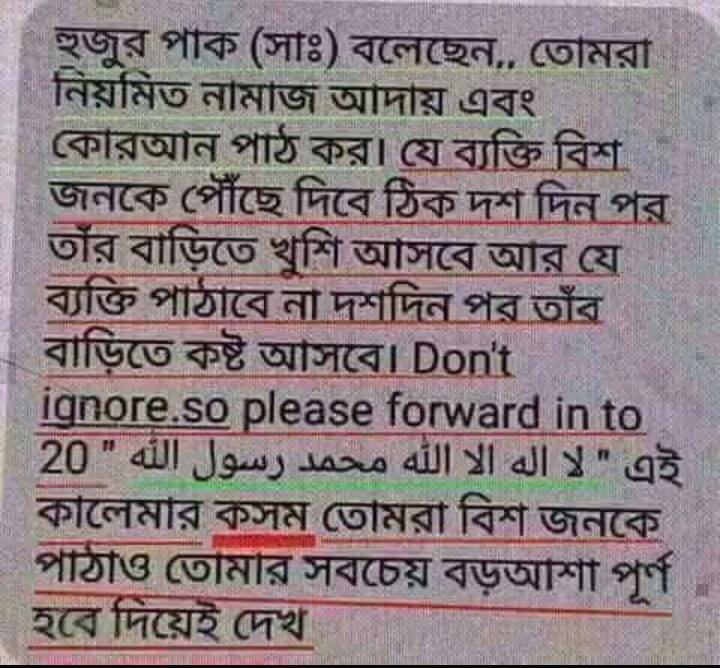 হুজুর পাক (সাঃ) বলেছেন,, তোমরা
নিয়মিত নামাজ আদায় এবং
কোরআন পাঠ কর। যে ব্যক্তি বিশ
জনকে পৌঁছে দিবে ঠিক দশ দিন পর
তাঁর বাড়িতে খুশি আসবে আর যে
ব্যক্তি পাঠাবে না দশদিন পর তাঁব
বাড়িতে কষ্ট আসবে। Don't
ignore.so please forward in to
20 " لا اله الا الله محمد رسول الله " এই
কালেমার কসম তোমরা বিশ জনকে
পাঠাও তোমার সবচেয় বড়আশা পূর্ণ
হবে দিয়েই দেখ